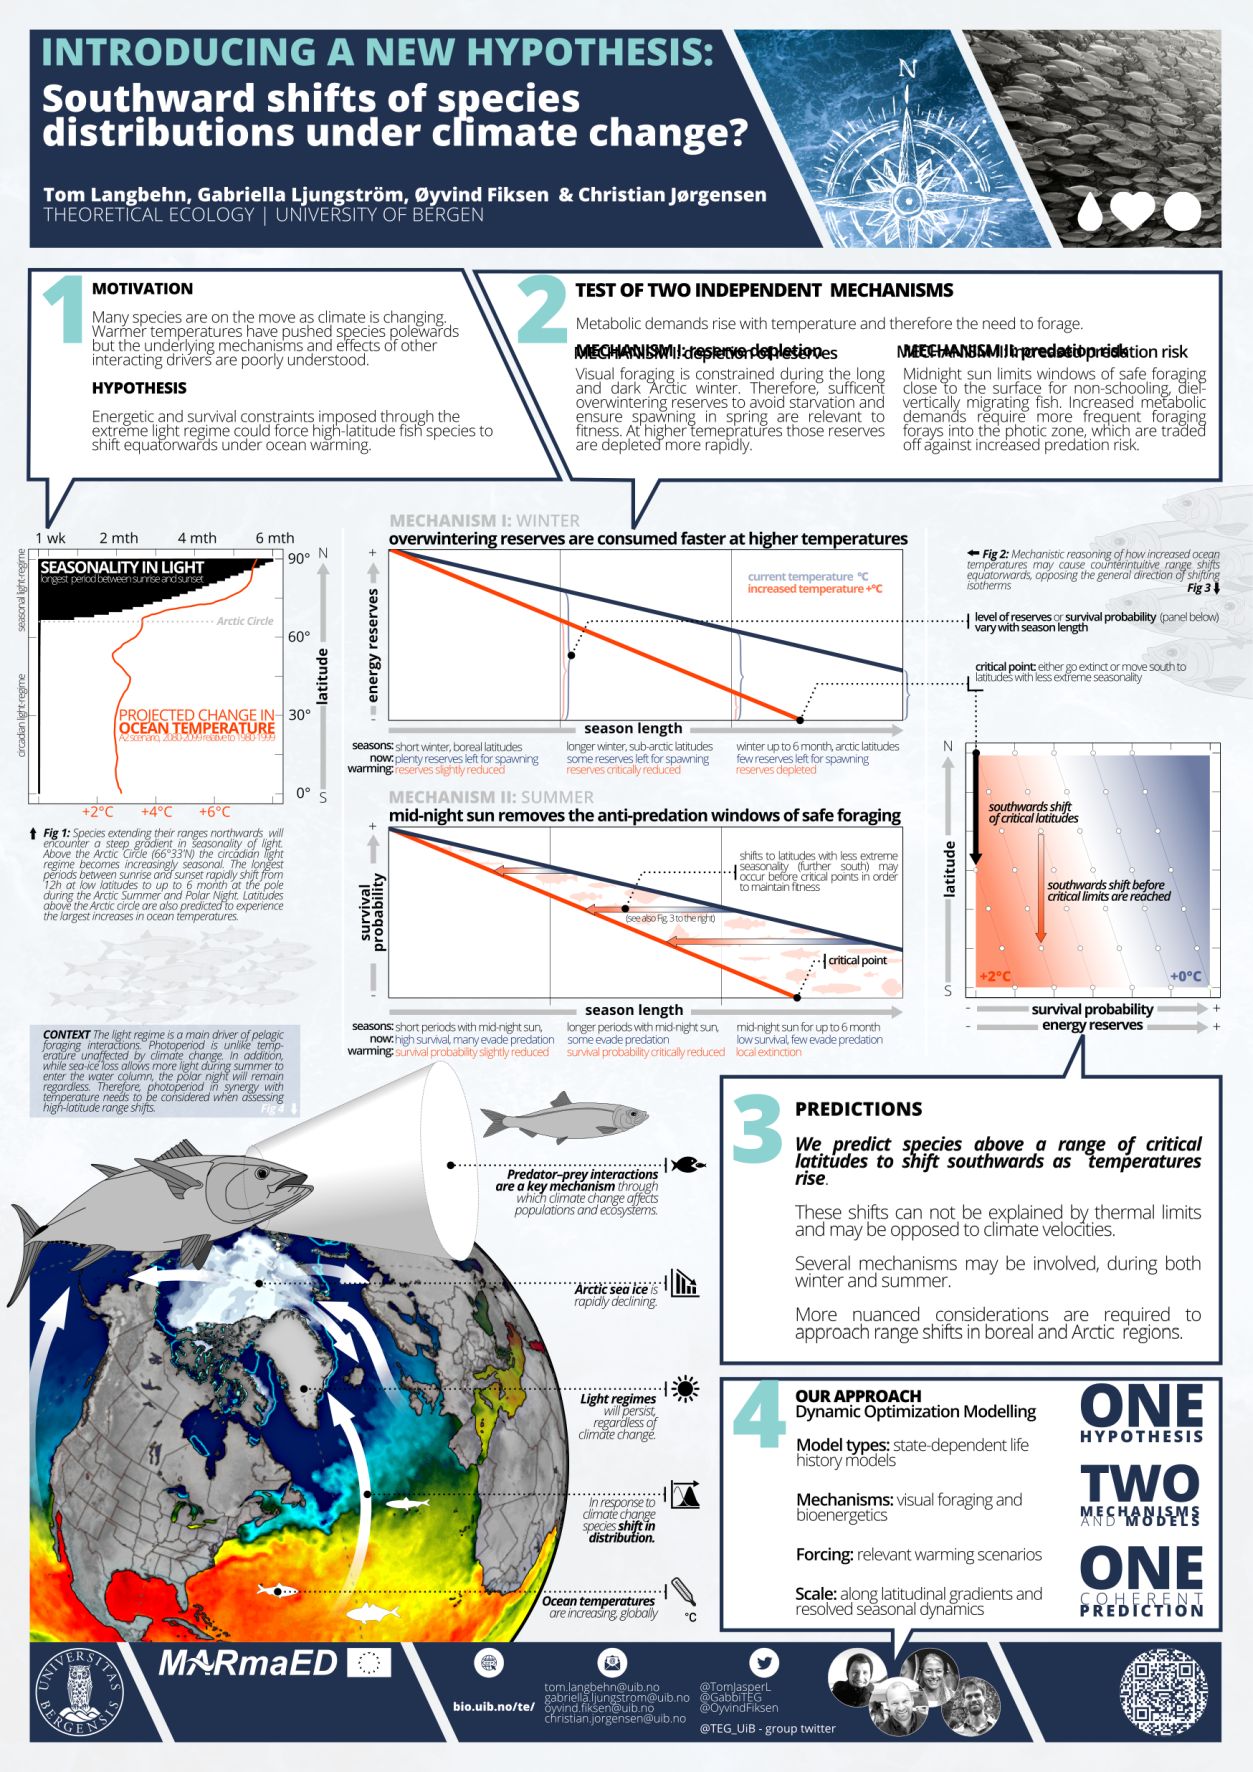 INTRODUCING A NEW HYPOTHESIS:
Southward shifts of species
distributions under climate change?
Tom Langbehn, Gabriella Ljungström, Øyvind Fiksen & Christian Jørgensen
THEORETICAL ECOLOGY | UNIVERSITY OF BERGEN
N
1
MOTIVATION
Many species are on the move as climate is changing.
Warmer temperatures have pushed species polewards
but the underlying mechanisms and effects of other
interacting drivers are poorly understood.
HYPOTHESIS
Energetic and survival constraints imposed through the
extreme light regime could force high-latitude fish species to
shift equatorwards under ocean warming.
2
TEST OF TWO INDEPENDENT MECHANISMS
Metabolic demands rise with temperature and therefore the need to forage.
MECHANISM I: reserve depletion
MECHANISM I: depletion of reserves
Visual foraging is constrained during the long
and dark Arctic winter. Therefore, sufficent
overwintering reserves to avoid starvation and
ensure spawning in spring are relevant to
fitness. At higher temepratures those reserves
are depleted more rapidly.
MECHANISM II: predation risk
MECHANISM II: increased predation risk
Midnight sun limits windows of safe foraging
close to the surface for non-schooling, diel-
vertically migrating fish. Increased metabolic
demands require more frequent foraging
forays into the photic zone, which are traded
off against increased predation risk.
1 wk 2 mth 4 mth 6 mth
SEASONALITY IN LIGHT
longest period between sunrise and sunset
seasonal light-regime
circadian light-regime
Arctic Circle
90°
60°
30°
0°
N
latitude
S
PROJECTED CHANGE IN
OCEAN TEMPERATURE
A2 scenario, 2080-2099 relative to 1980-1999
+2°C +4°C +6°C
Fig 1: Species extending their ranges northwards will
encounter a steep gradient in seasonality of light.
Above the Arctic Circle (66°33'N) the circadian light
regime becomes increasingly seasonal. The longest
periods between sunrise and sunset rapidly shift from
12h at low latitudes to up to 6 month at the pole
during the Arctic Summer and Polar Night. Latitudes
above the Arctic circle are also predicted to experience
the largest increases in ocean temperatures.
MECHANISM I: WINTER
overwintering reserves are consumed faster at higher temperatures
+
energy reserves
-
current temperature °C
increased temperature +°C
season length
seasons: short winter, boreal latitudes
now: plenty reserves left for spawning
warming: reserves slightly reduced
longer winter, sub-arctic latitudes
some reserves left for spawning
reserves critically reduced
winter up to 6 month, arctic latitudes
few reserves left for spawning
reserves depleted
MECHANISM II: SUMMER
mid-night sun removes the anti-predation windows of safe foraging
+
survival
probability
-
shifts to latitudes with less extreme
seasonality (further south) may
occur before critical points in order
to maintain fitness
(see also Fig. 3 to the right)
critical point
season length
seasons: short periods with mid-night sun,
now: high survival, many evade predation
warming: survival probability slightly reduced
longer periods with mid-night sun,
some evade predation
survival probability critically reduced
mid-night sun for up to 6 month
low survival, few evade predation
local extinction
Fig 2: Mechanistic reasoning of how increased ocean
temperatures may cause counterintuitive range shifts
equatorwards, opposing the general direction of shifting
isotherms
Fig 3
level of reserves or survival probability (panel below)
vary with season length
critical point: either go extinct or move south to
latitudes with less extreme seasonality
N
latitude
S
southwards shift
of critical latitudes
southwards shift before
critical limits are reached
+2°C
+0°C
- survival probability +
- energy reserves +
CONTEXT The light regime is a main driver of pelagic
foraging interactions. Photoperiod is unlike temp-
erature unaffected by climate change. In addition,
while sea-ice loss allows more light during summer to
enter the water column, the polar night will remain
regardless. Therefore, photoperiod in synergy with
temperature needs to be considered when assessing
high-latitude range shifts.
Fig 4
Predator–prey interactions
are a key mechanism through
which climate change affects
populations and ecosystems.
Arctic sea ice is
rapidly declining.
Light regimes
will persist,
regardless of
climate change.
In response to
climate change
species shift in
distribution.
Ocean temperatures
are increasing, globally
°C
3
PREDICTIONS
We predict species above a range of critical
latitudes to shift southwards as temperatures
rise.
These shifts can not be explained by thermal limits
and may be opposed to climate velocities.
Several mechanisms may be involved, during both
winter and summer.
More nuanced considerations are required to
approach range shifts in boreal and Arctic regions.
4
OUR APPROACH
Dynamic Optimization Modelling
Model types: state-dependent life
history models
Mechanisms: visual foraging and
bioenergetics
Forcing: relevant warming scenarios
Scale: along latitudinal gradients and
resolved seasonal dynamics
ONE
HYPOTHESIS
TWO
MECHANISMS
AND MODELS
ONE
COHERENT
PREDICTION
UNIVERSITAS
BERGENSIS
MARmaED
bio.uib.no/te/
tom.langbehn@uib.no
gabriella.ljungstrom@uib.no
oyvind.fiksen@uib.no
christian.jorgensen@uib.no
@TomJasperL
@GabbiTEG
@OyvindFiksen
@TEG_UiB - group twitter